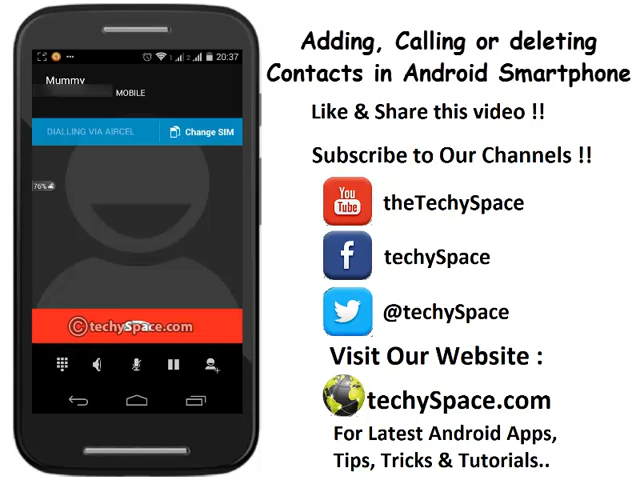 20:37
Mummy
MOBILE
DIALLING VIA AIRCEL
Change SIM
76%
©techySpace.com
Adding, Calling or deleting
Contacts in Android Smartphone
Like & Share this video !!
Subscribe to Our Channels !!
You
Tube
theTechySpace
f
techySpace
@techySpace
Visit Our Website :
techySpace.com
For Latest Android Apps,
Tips, Tricks & Tutorials..